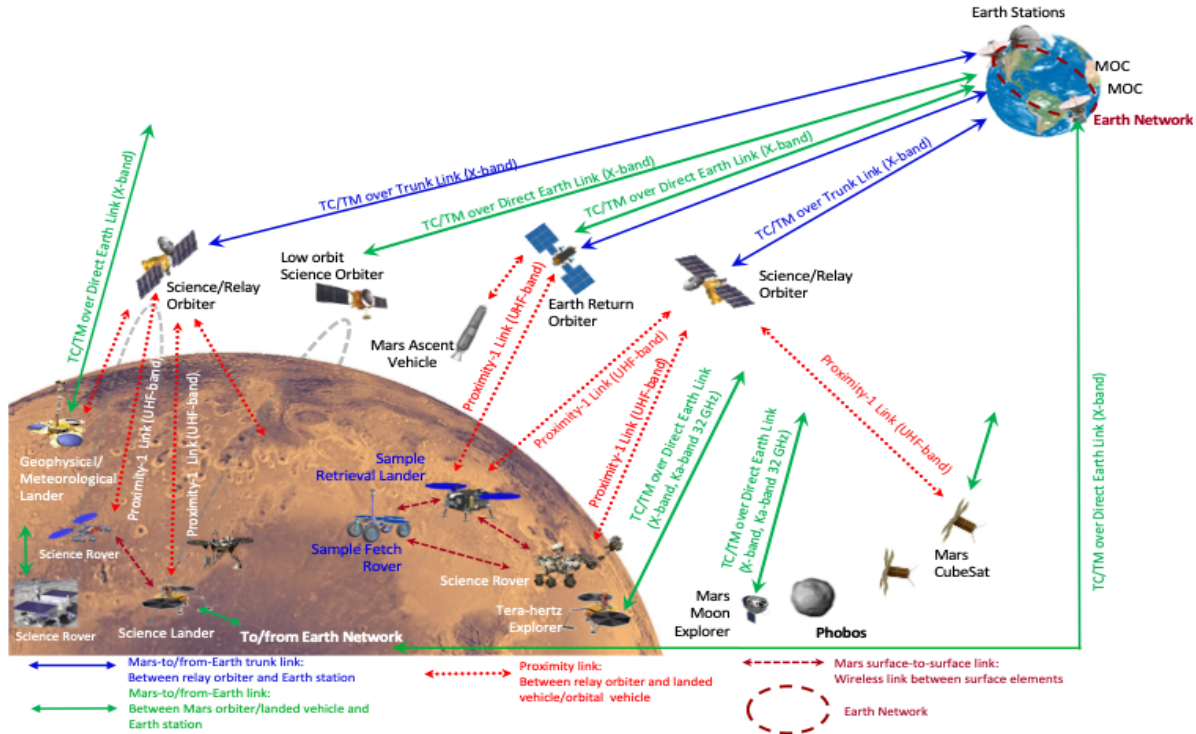 Earth Stations
MOC
MOC
Earth Network
TC/TM over Direct Earth Link (X-band)
TC/TM over Trunk Link (X-band)
TC/TM over Direct Earth Link (X-band)
TC/TM over Direct Earth Link (X-band)
TC/TM over Trunk Link (X-band)
Low orbit
Science Orbiter
Science/Relay
Orbiter
Earth Return
Orbiter
Science/Relay
Orbiter
Mars Ascent
Vehicle
Proximity-1 Link (UHF-band)
Proximity-1 Link (UHF-band)
Proximity-1 Link (UHF-band)
Proximity-1 Link (UHF-band)
Proximity-1 Link (UHF-band)
Proximity-1 Link (UHF-band)
TC/TM over Direct Earth Link
(X-band, Ka-band 32 GHz)
TC/TM over Direct Earth Link
(X-band, Ka-band 32 GHz)
TC/TM over Direct Earth Link (X-band)
Geophysical/
Meteorological
Lander
Sample
Retrieval Lander
Science Rover
Sample Fetch
Rover
Science Rover
Mars
CubeSat
Science Rover
Science Lander
Tera-hertz
Explorer
Mars
Moon
Explorer
Phobos
To/from Earth Network
Mars-to/from-Earth trunk link:
Between relay orbiter and Earth station
Mars-to/from-Earth link:
Between Mars orbiter/landed vehicle and
Earth station
Proximity link:
Between relay orbiter and landed
vehicle/orbital vehicle
Mars surface-to-surface link:
Wireless link between surface elements
Earth Network